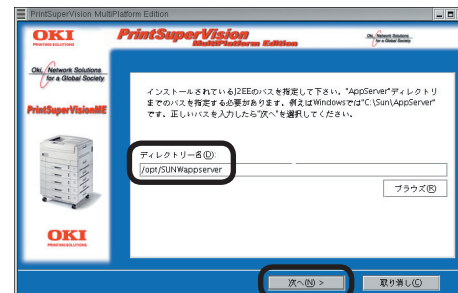 PrintSuperVision MultiPlatform Edition
OKI
PRINTING SOLUTIONS
PrintSuperVision
MultiPlatform Edition
Oki, Network Solutions
for a Global Society
Oki, Network Solutions
for a Global Society
PrintSuperVisionME
インストールされているJ2EEのパスを指定して下さい。"AppServer"ディレクトリ
までのパスを指定する必要があります。例えばWindowsでは"C:\Sun\AppServer"
です。正しいパスを入力したら"次へ"を選択してください。
ディレクトリー名(D):
/opt/SUN¥appserver
ブラウズ(R)
OKI
PRINTING SOLUTIONS
次へ(N) >
取り消し(C)